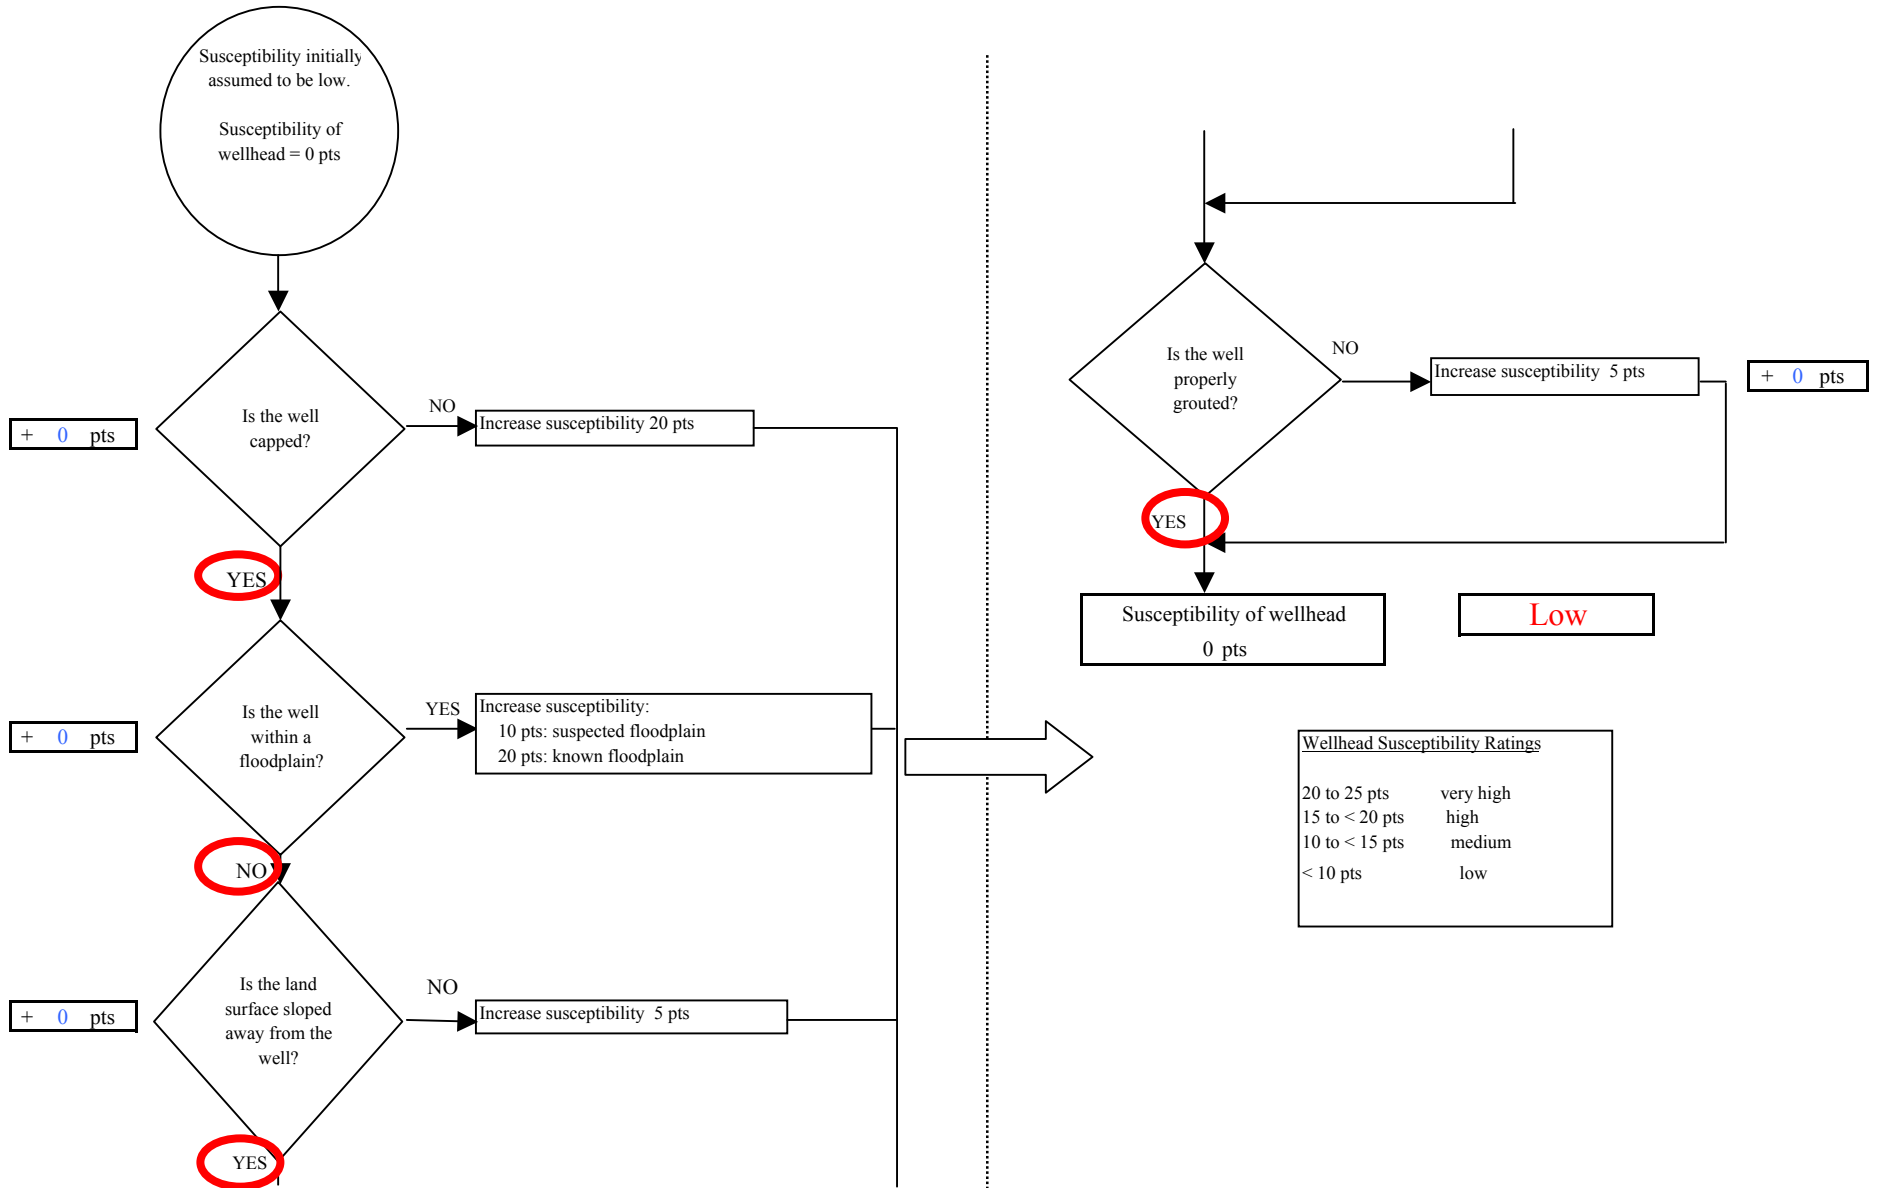 Susceptibility initially
assumed to be low.
Susceptibility of
wellhead = 0 pts
Is the well
capped?
NO
Increase susceptibility 20 pts
+ 0 pts
YES
Is the well
within a
floodplain?
YES
Increase susceptibility:
10 pts: suspected floodplain
20 pts: known floodplain
+ 0 pts
NO
Is the land
surface sloped
away from the
well?
NO
Increase susceptibility 5 pts
+ 0 pts
YES
Is the well
properly
grouted?
NO
Increase susceptibility 5 pts
+ 0 pts
YES
Susceptibility of wellhead
0 pts
Low
Wellhead Susceptibility Ratings
20 to 25 pts very high
15 to < 20 pts high
10 to < 15 pts medium
< 10 pts low